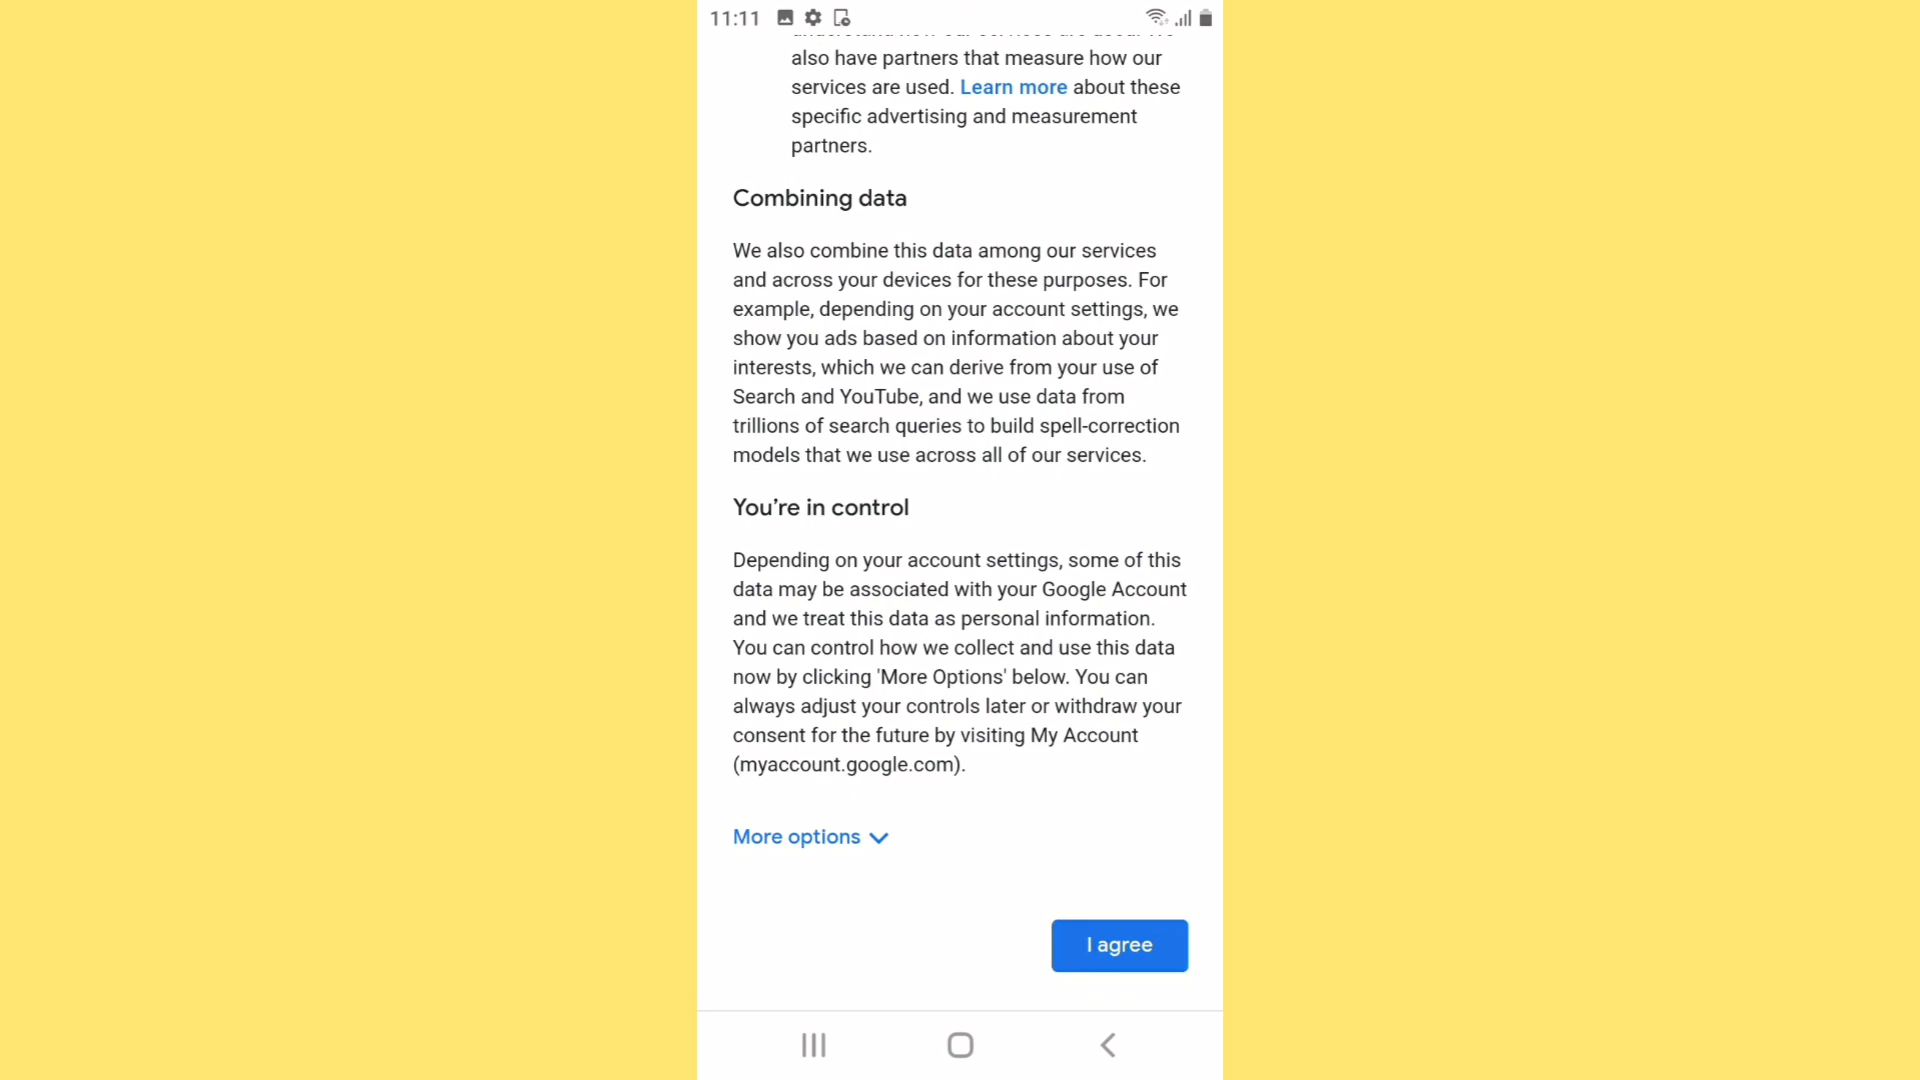 11:11
also have partners that measure how our
services are used. Learn more about these
specific advertising and measurement
partners.
Combining data
We also combine this data among our services
and across your devices for these purposes. For
example, depending on your account settings, we
show you ads based on information about your
interests, which we can derive from your use of
Search and YouTube, and we use data from
trillions of search queries to build spell-correction
models that we use across all of our services.
You’re in control
Depending on your account settings, some of this
data may be associated with your Google Account
and we treat this data as personal information.
You can control how we collect and use this data
now by clicking 'More Options' below. You can
always adjust your controls later or withdraw your
consent for the future by visiting My Account
(myaccount.google.com).
More options
I agree